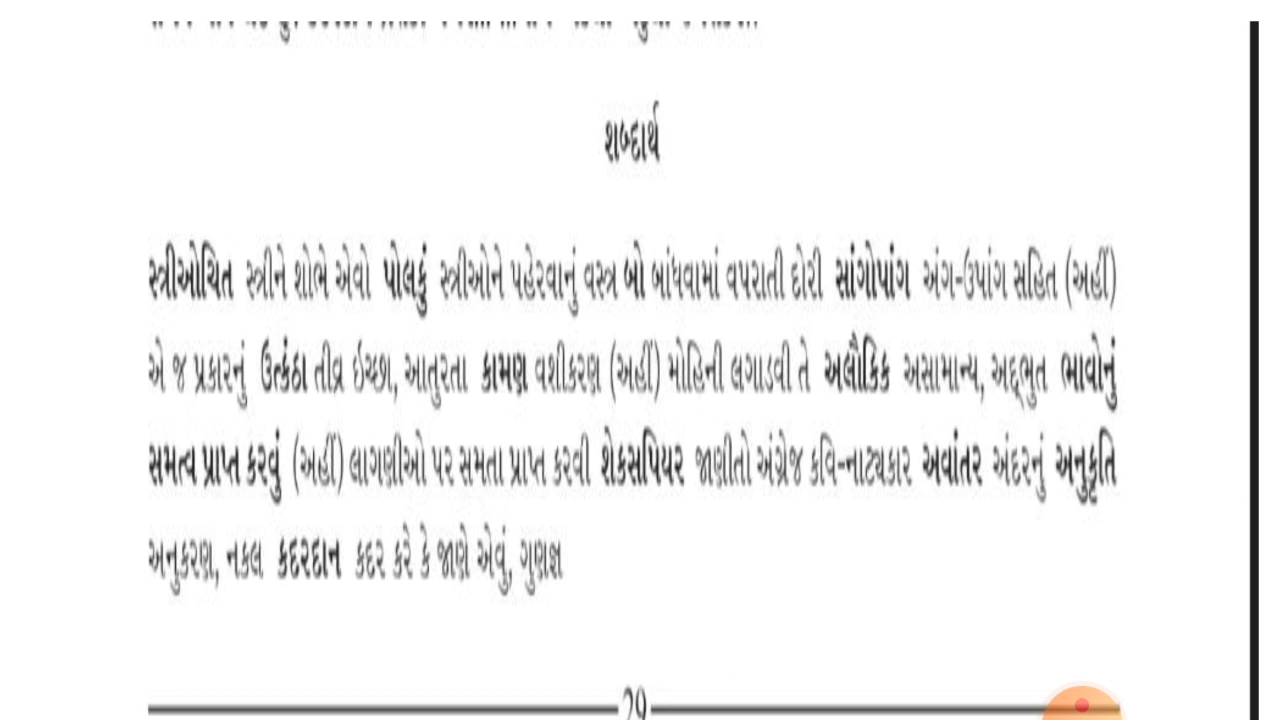 શબ્દાર્થ
સ્ત્રીઓચિત સ્ત્રીને શોભે એવો પોલકું સ્ત્રીઓને પહેરવાનું વસ્ત્ર બો બાંધવામાં વપરાતી દોરી સાંગોપાંગ અંગ-ઉપાંગ સહિત (અહીં)
એ જ પ્રકારનું ઉત્કંઠા તીવ્ર ઇચ્છા, આતુરતા કામણ વશીકરણ (અહીં) મોહિની લગાડવી તે અલૌકિક અસામાન્ય, અદ્ભુત ભાવોનું
સમત્વ પ્રાપ્ત કરવું (અહીં) લાગણીઓ પર સમતા પ્રાપ્ત કરવી શેકસપિયર જાણીતો અંગ્રેજ કવિ-નાટ્યકાર અવાંતર અંદરનું અનુકૃતિ
અનુકરણ, નકલ કદરદાન કદર કરે કે જાણે એવું, ગુણજ્ઞ
29